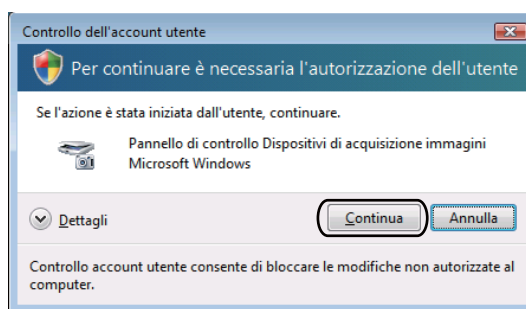 Controllo dell'account utente
Per continuare è necessaria l'autorizzazione dell'utente
Se l'azione è stata iniziata dall'utente, continuare.
Pannello di controllo Dispositivi di acquisizione immagini
Microsoft Windows
Dettagli
Continua
Annulla
Controllo account utente consente di bloccare le modifiche non autorizzate al
computer.